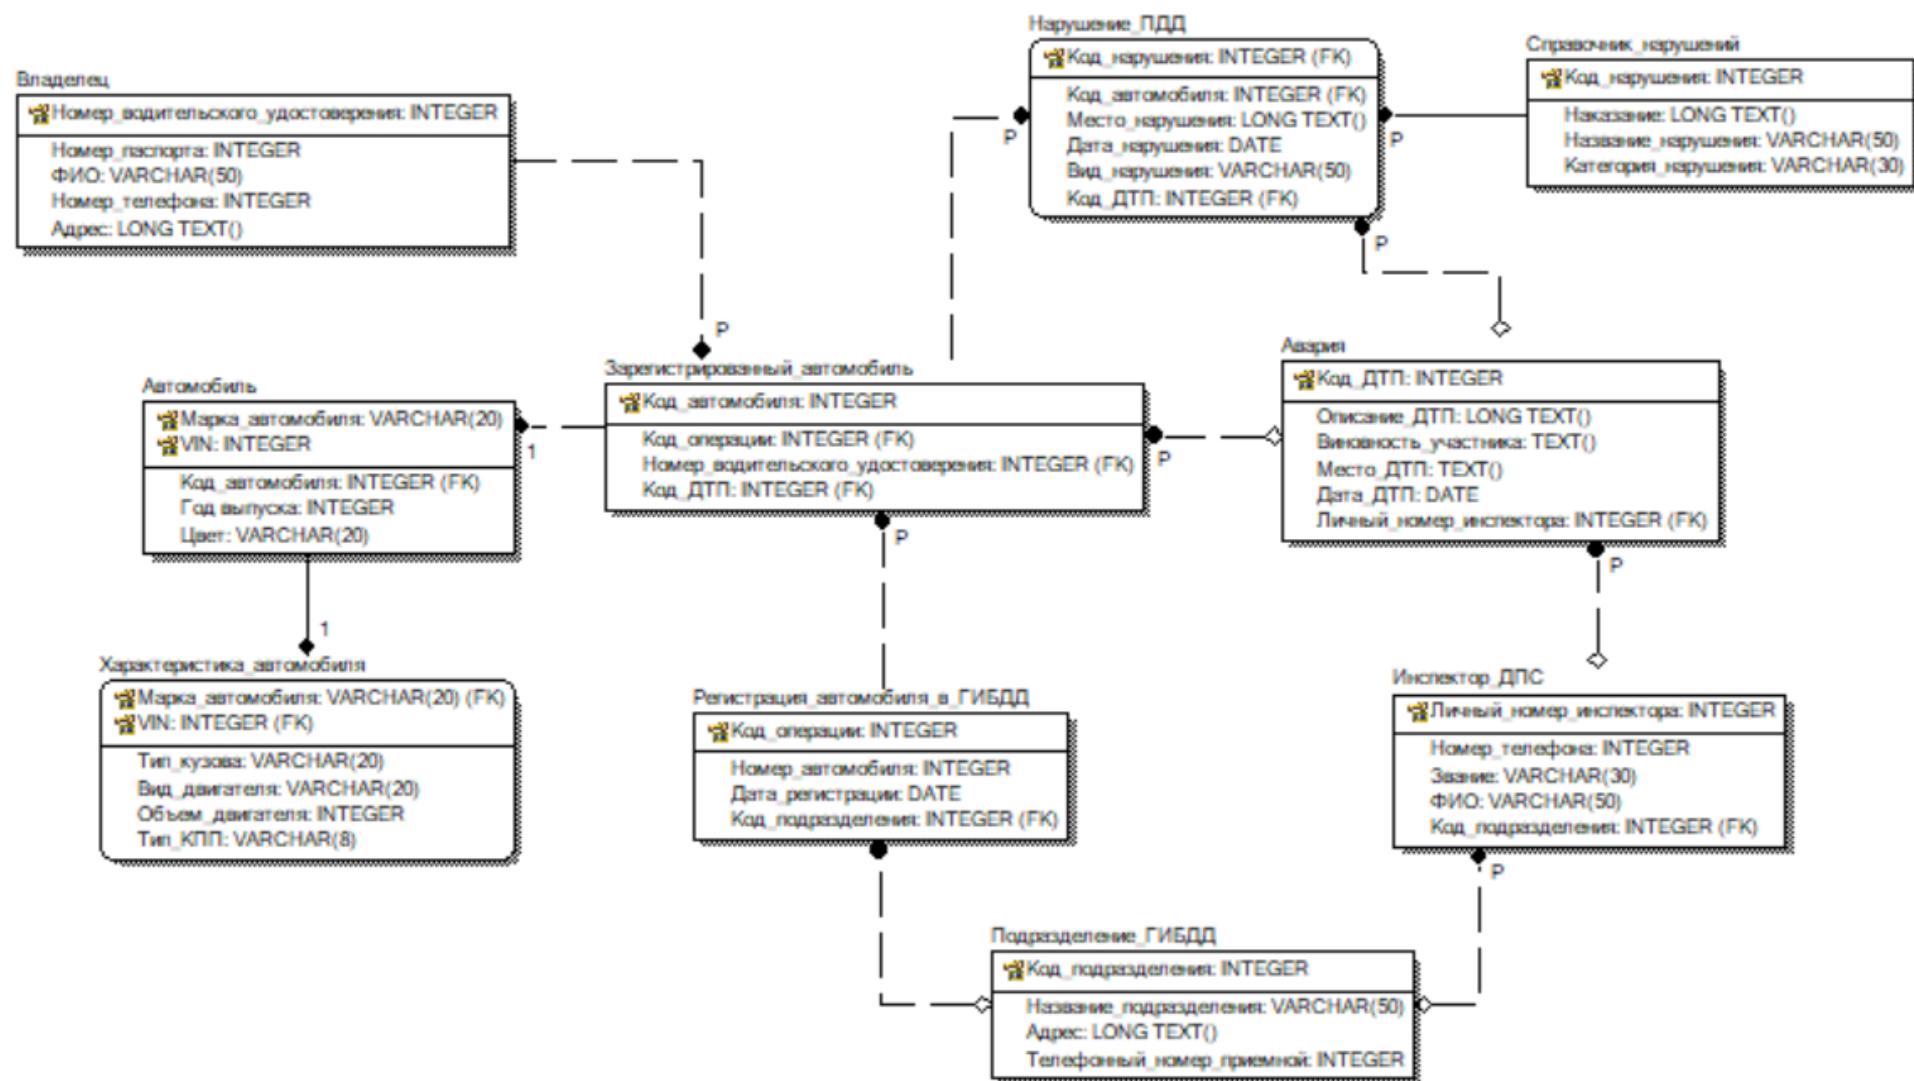 Владелец
Номер_водительского_удостоверения: INTEGER
Номер_паспорта: INTEGER
ФИО: VARCHAR(50)
Номер_телефона: INTEGER
Адрес: LONG TEXT()
P
Нарушение_ПДД
Код_нарушения: INTEGER (FK)
Код_автомобиля: INTEGER (FK)
Место_нарушения: LONG TEXT()
Дата_нарушения: DATE
Вид_нарушения: VARCHAR(50)
Код_ДТП: INTEGER (FK)
P
P
P
Справочник_нарушений
Код_нарушения: INTEGER
Наказание: LONG TEXT()
Название_нарушения: VARCHAR(50)
Категория_нарушения: VARCHAR(30)
Автомобиль
Марка_автомобиля: VARCHAR(20)
VIN: INTEGER
Код_автомобиля: INTEGER (FK)
Год выпуска: INTEGER
Цвет: VARCHAR(20)
1
1
Зарегистрированный_автомобиль
Код_автомобиля: INTEGER
Код_операции: INTEGER (FK)
Номер_водительского_удостоверения: INTEGER (FK)
Код_ДТП: INTEGER (FK)
P
P
Авария
Код_ДТП: INTEGER
Описание_ДТП: LONG TEXT()
Виновность_участника: TEXT()
Место_ДТП: TEXT()
Дата_ДТП: DATE
Личный_номер_инспектора: INTEGER (FK)
P
Характеристика_автомобиля
Марка_автомобиля: VARCHAR(20) (FK)
VIN: INTEGER (FK)
Тип_кузова: VARCHAR(20)
Вид_двигателя: VARCHAR(20)
Объем_двигателя: INTEGER
Тип_КПП: VARCHAR(8)
Регистрация_автомобиля_в_ГИБДД
Код_операции: INTEGER
Номер_автомобиля: INTEGER
Дата_регистрации: DATE
Код_подразделения: INTEGER (FK)
Инспектор_ДПС
Личный_номер_инспектора: INTEGER
Номер_телефона: INTEGER
Звание: VARCHAR(30)
ФИО: VARCHAR(50)
Код_подразделения: INTEGER (FK)
P
Подразделение_ГИБДД
Код_подразделения: INTEGER
Название_подразделения: VARCHAR(50)
Адрес: LONG TEXT()
Телефонный_номер_приемной: INTEGER